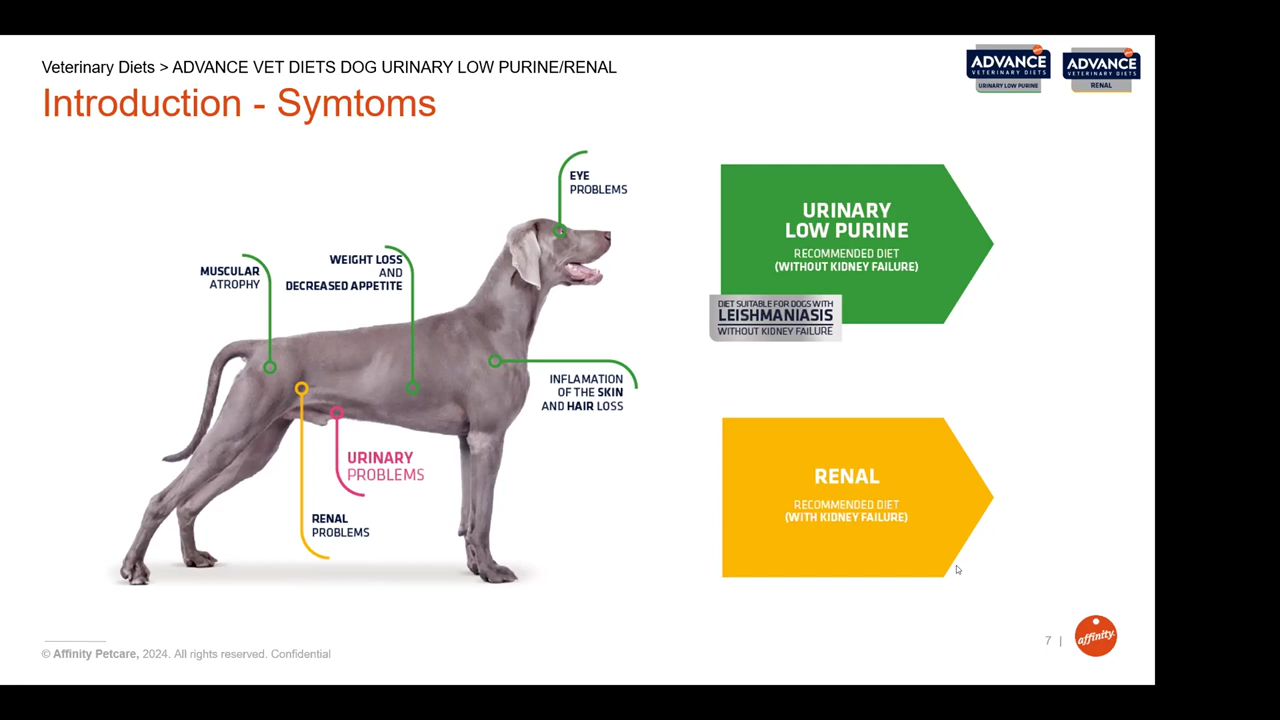 Veterinary Diets > ADVANCE VET DIETS DOG URINARY LOW PURINE/RENAL
Introduction - Symtoms
ADVANCE
VETERINARY DIETS
URINARY LOW PURINE
ADVANCE
VETERINARY DIETS
RENAL
EYE
PROBLEMS
WEIGHT LOSS
AND
DECREASED APPETITE
MUSCULAR
ATROPHY
INFLAMATION
OF THE SKIN
AND HAIR LOSS
URINARY
PROBLEMS
RENAL
PROBLEMS
URINARY
LOW PURINE
RECOMMENDED DIET
(WITHOUT KIDNEY FAILURE)
DIET SUITABLE FOR DOGS WITH
LEISHMANIASIS
WITHOUT KIDNEY FAILURE
RENAL
RECOMMENDED DIET
(WITH KIDNEY FAILURE)
© Affinity Petcare, 2024. All rights reserved. Confidential
7 |
affinity